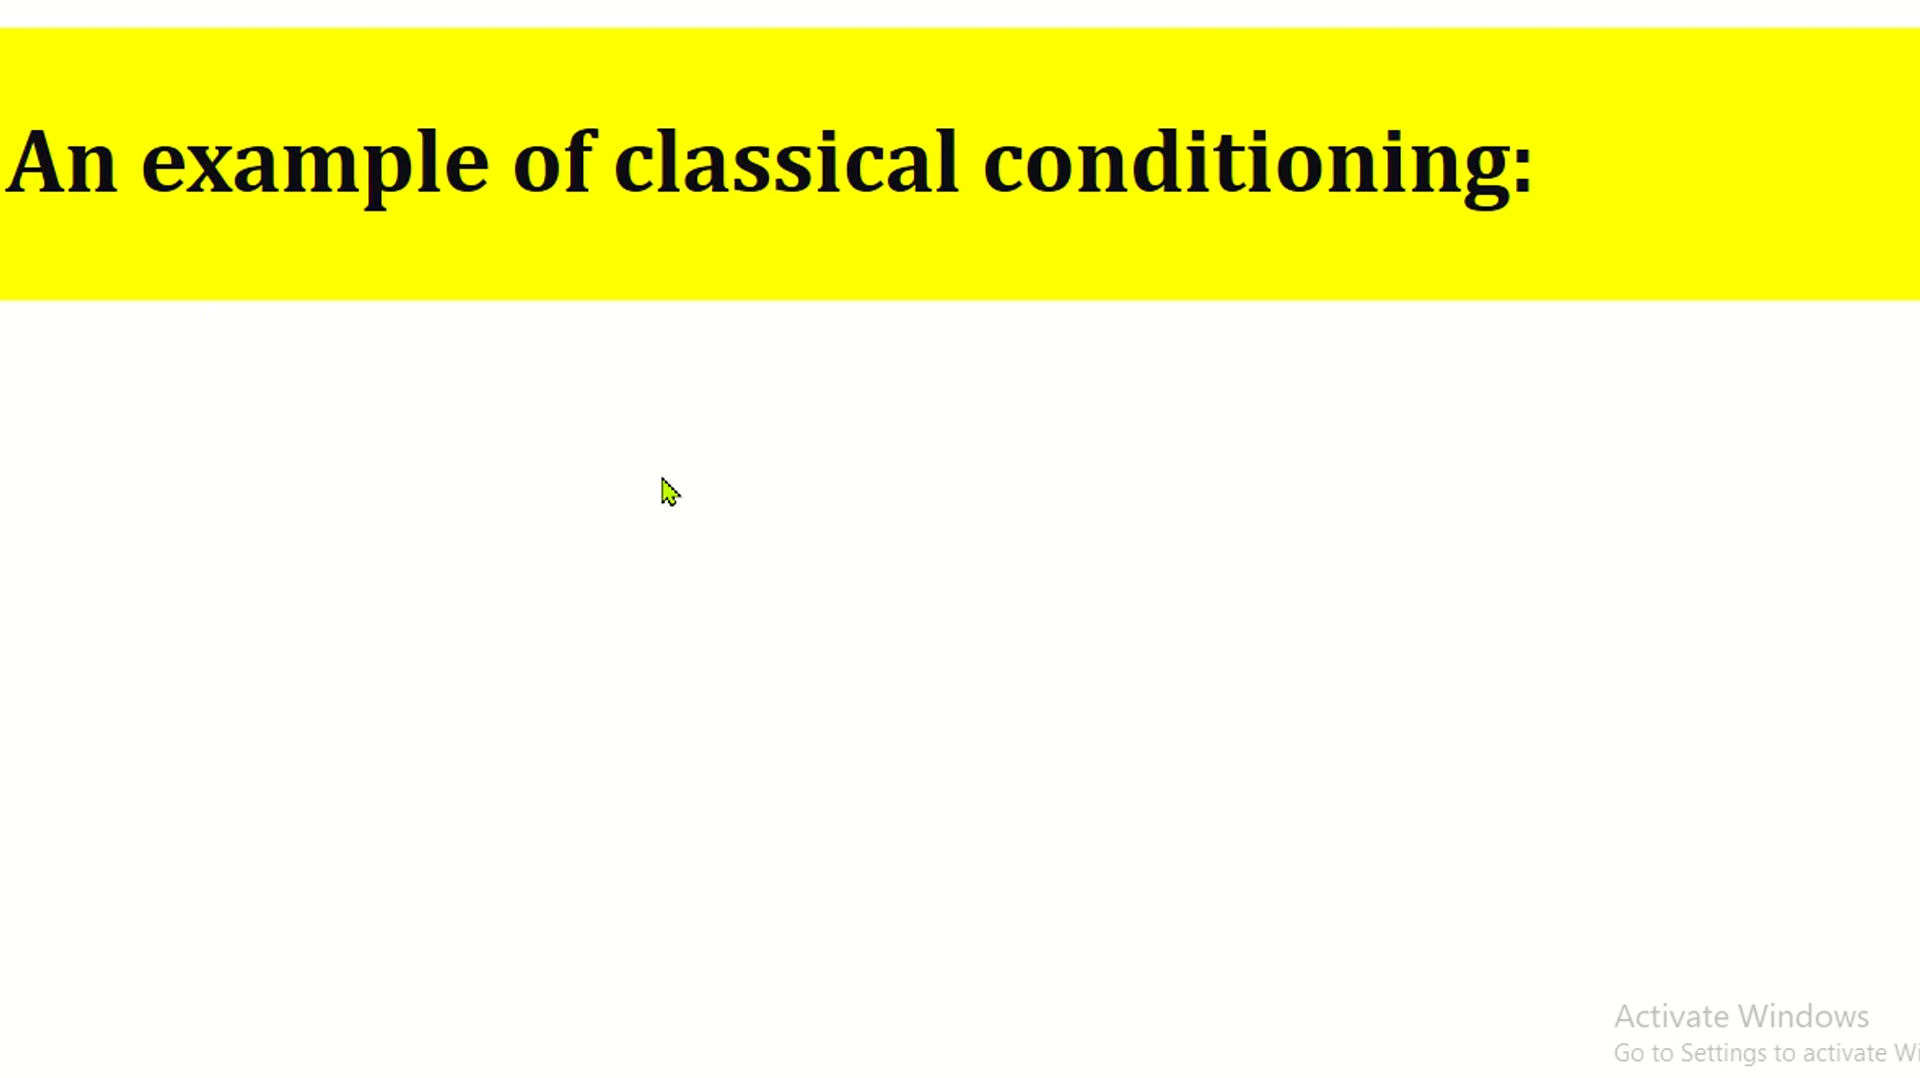 An example of classical conditioning:
Activate Windows
Go to Settings to activate